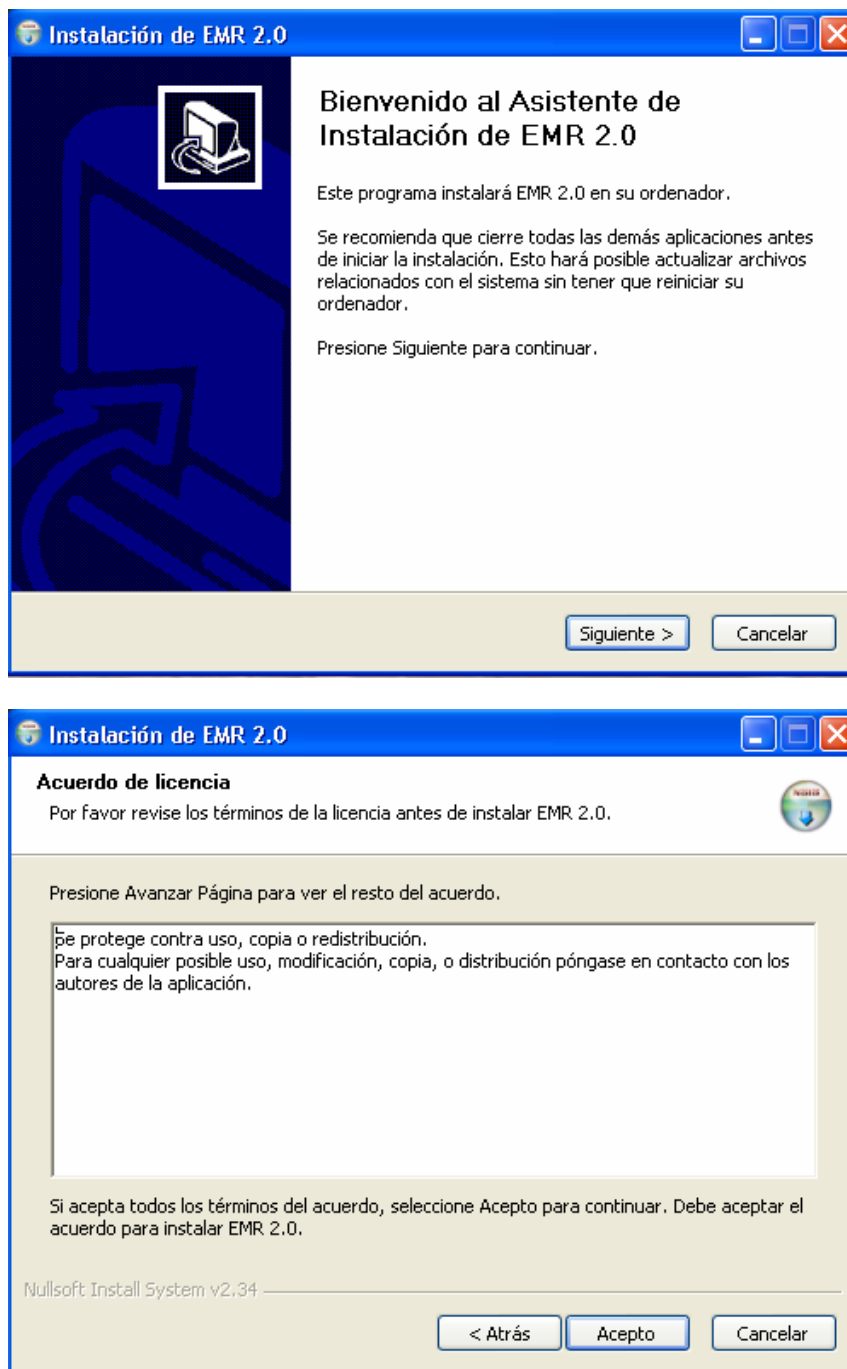 Instalación de EMR 2.0
Bienvenido al Asistente de
Instalación de EMR 2.0
Este programa instalará EMR 2.0 en su ordenador.
Se recomienda que cierre todas las demás aplicaciones antes
de iniciar la instalación. Esto hará posible actualizar archivos
relacionados con el sistema sin tener que reiniciar su
ordenador.
Presione Siguiente para continuar.
Siguiente >
Cancelar
Instalación de EMR 2.0
Acuerdo de licencia
Por favor revise los términos de la licencia antes de instalar EMR 2.0.
Presione Avanzar Página para ver el resto del acuerdo.
Se protege contra uso, copia o redistribución.
Para cualquier posible uso, modificación, copia, o distribución póngase en contacto con los
autores de la aplicación.
Si acepta todos los términos del acuerdo, seleccione Acepto para continuar. Debe aceptar el
acuerdo para instalar EMR 2.0.
Nullsoft Install System v2.34
< Atrás
Acepto
Cancelar